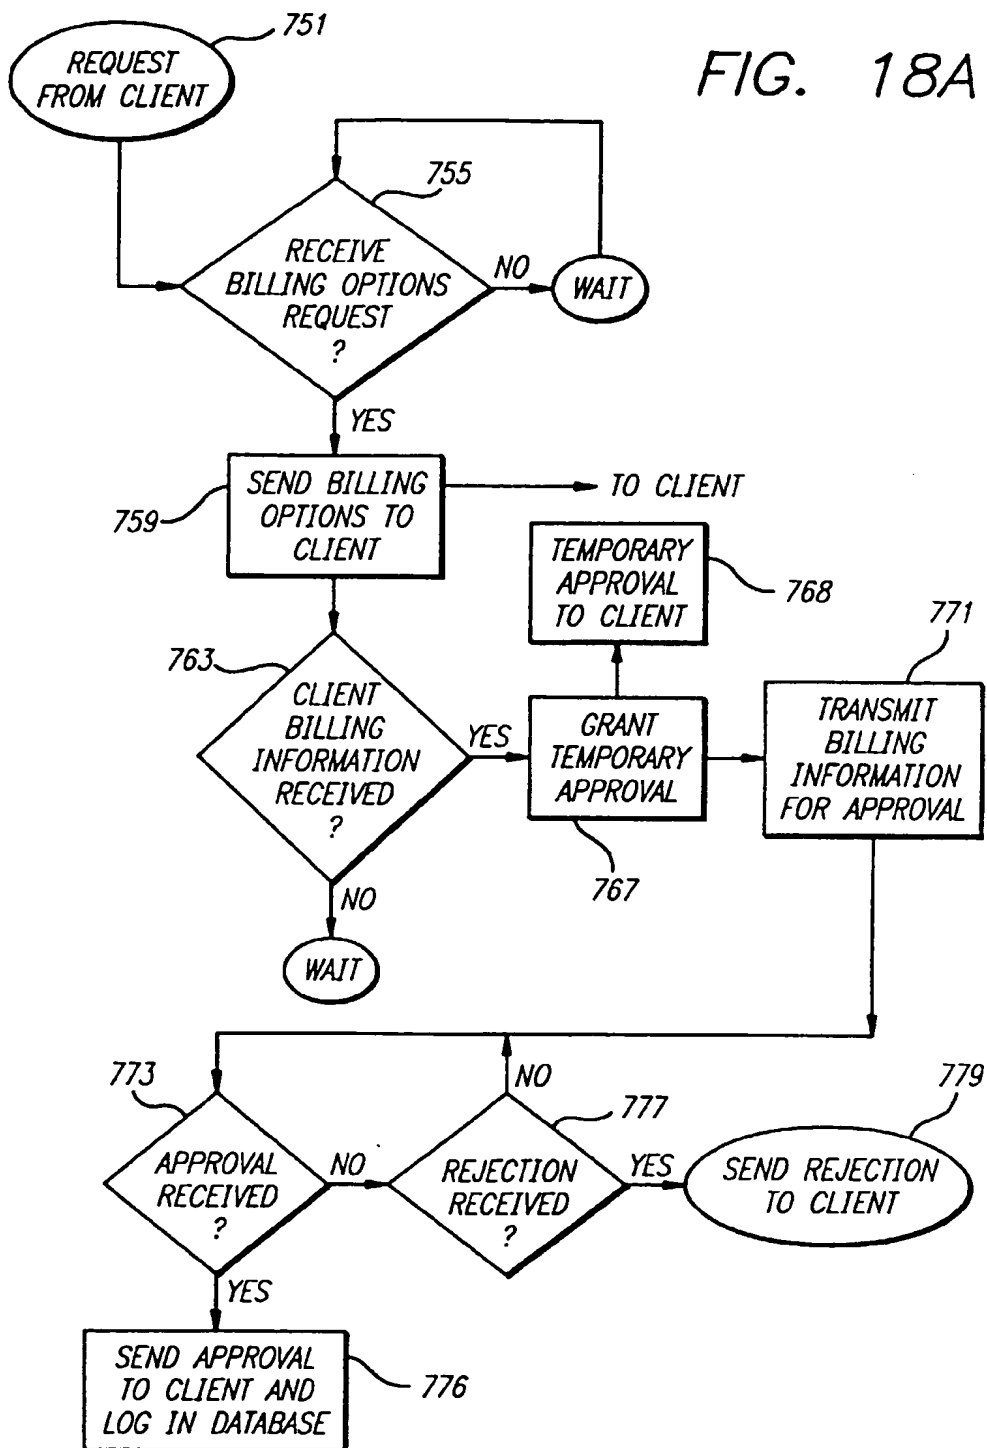 751
REQUEST
FROM CLIENT
FIG. 18A
755
RECEIVE
BILLING OPTIONS
REQUEST
?
NO
WAIT
YES
SEND BILLING
OPTIONS TO
CLIENT
TO CLIENT
759
TEMPORARY
APPROVAL
TO CLIENT
768
771
763
CLIENT
BILLING
INFORMATION
RECEIVED
?
YES
GRANT
TEMPORARY
APPROVAL
TRANSMIT
BILLING
INFORMATION
FOR APPROVAL
767
NO
WAIT
773
NO
777
779
APPROVAL
RECEIVED
?
NO
REJECTION
RECEIVED
?
YES
SEND REJECTION
TO CLIENT
YES
SEND APPROVAL
TO CLIENT AND
LOG IN DATABASE
776